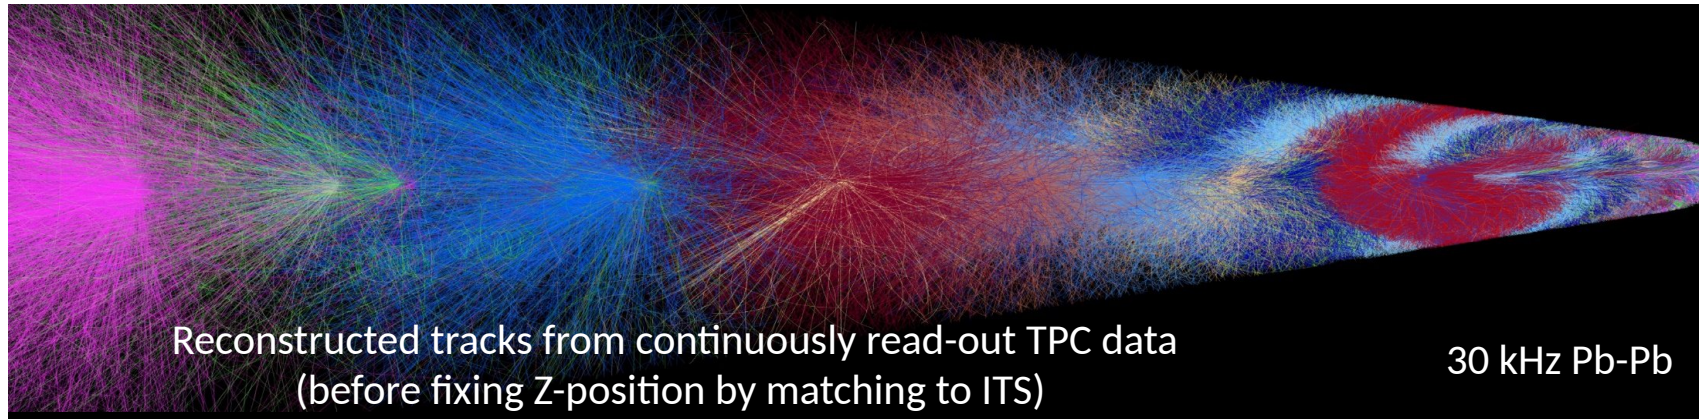 Reconstructed tracks from continuously read-out TPC data
(before fixing Z-position by matching to ITS)
30 kHz Pb-Pb